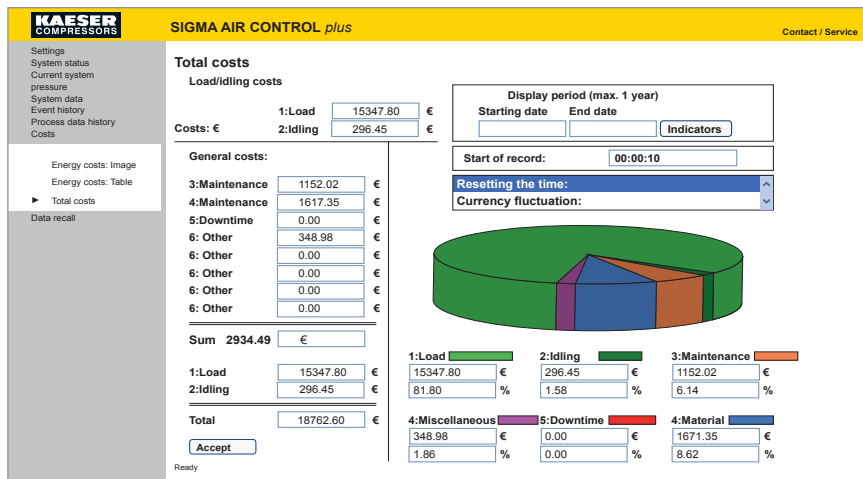 KAESER
COMPRESSORS
SIGMA AIR CONTROL plus
Contact / Service
Settings
System status
Current system
pressure
System data
Event history
Process data history
Costs
Energy costs: Image
Energy costs: Table
► Total costs
Data recall
Total costs
Load/idling costs
1:Load 15347.80 €
Costs: € 2:Idling 296.45 €
General costs:
3:Maintenance 1152.02 €
4:Maintenance 1617.35 €
5:Downtime 0.00 €
6: Other 348.98 €
6: Other 0.00 €
6: Other 0.00 €
6: Other 0.00 €
6: Other 0.00 €
Sum 2934.49 €
1:Load 15347.80 €
2:Idling 296.45 €
Total 18762.60 €
Accept
Ready
Display period (max. 1 year)
Starting date End date
Indicators
Start of record: 00:00:10
Resetting the time:
Currency fluctuation:
1:Load 2:Idling 3:Maintenance
15347.80 € 296.45 € 1152.02 €
81.80 % 1.58 % 6.14 %
4:Miscellaneous 5:Downtime 4:Material
348.98 € 0.00 € 1671.35 €
1.86 % 0.00 % 8.62 %